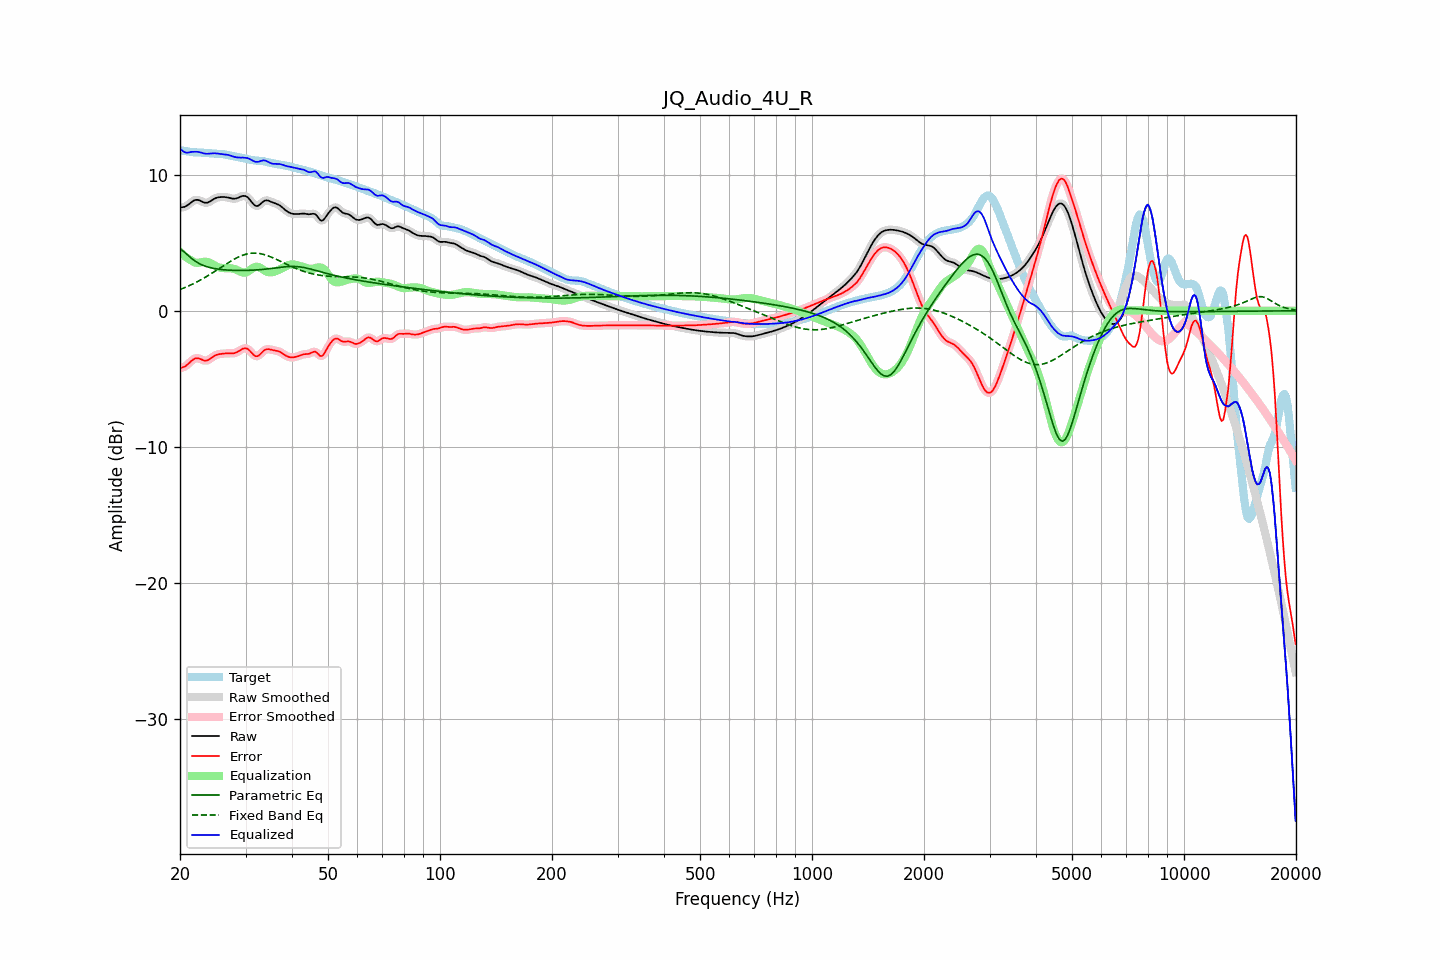 JQ_Audio_4U_R
Amplitude (dBr)
10
0
−10
−20
−30
Target
Raw Smoothed
Error Smoothed
Raw
Error
Equalization
Parametric Eq
Fixed Band Eq
Equalized
20 50 100 200 500 1000 2000 5000 10000 20000
Frequency (Hz)